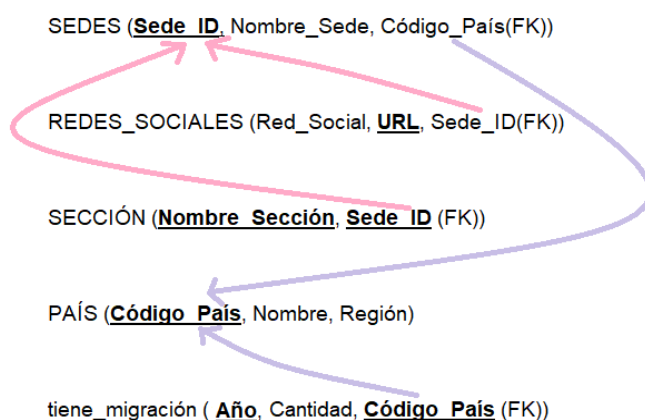 SEDES (Sede_ID, Nombre_Sede, Código_País(FK))
REDES_SOCIALES (Red_Social, URL, Sede_ID(FK))
SECCIÓN (Nombre_Sección, Sede_ID (FK))
PAÍS (Código_País, Nombre, Región)
tiene_migración ( Año, Cantidad, Código_País (FK))